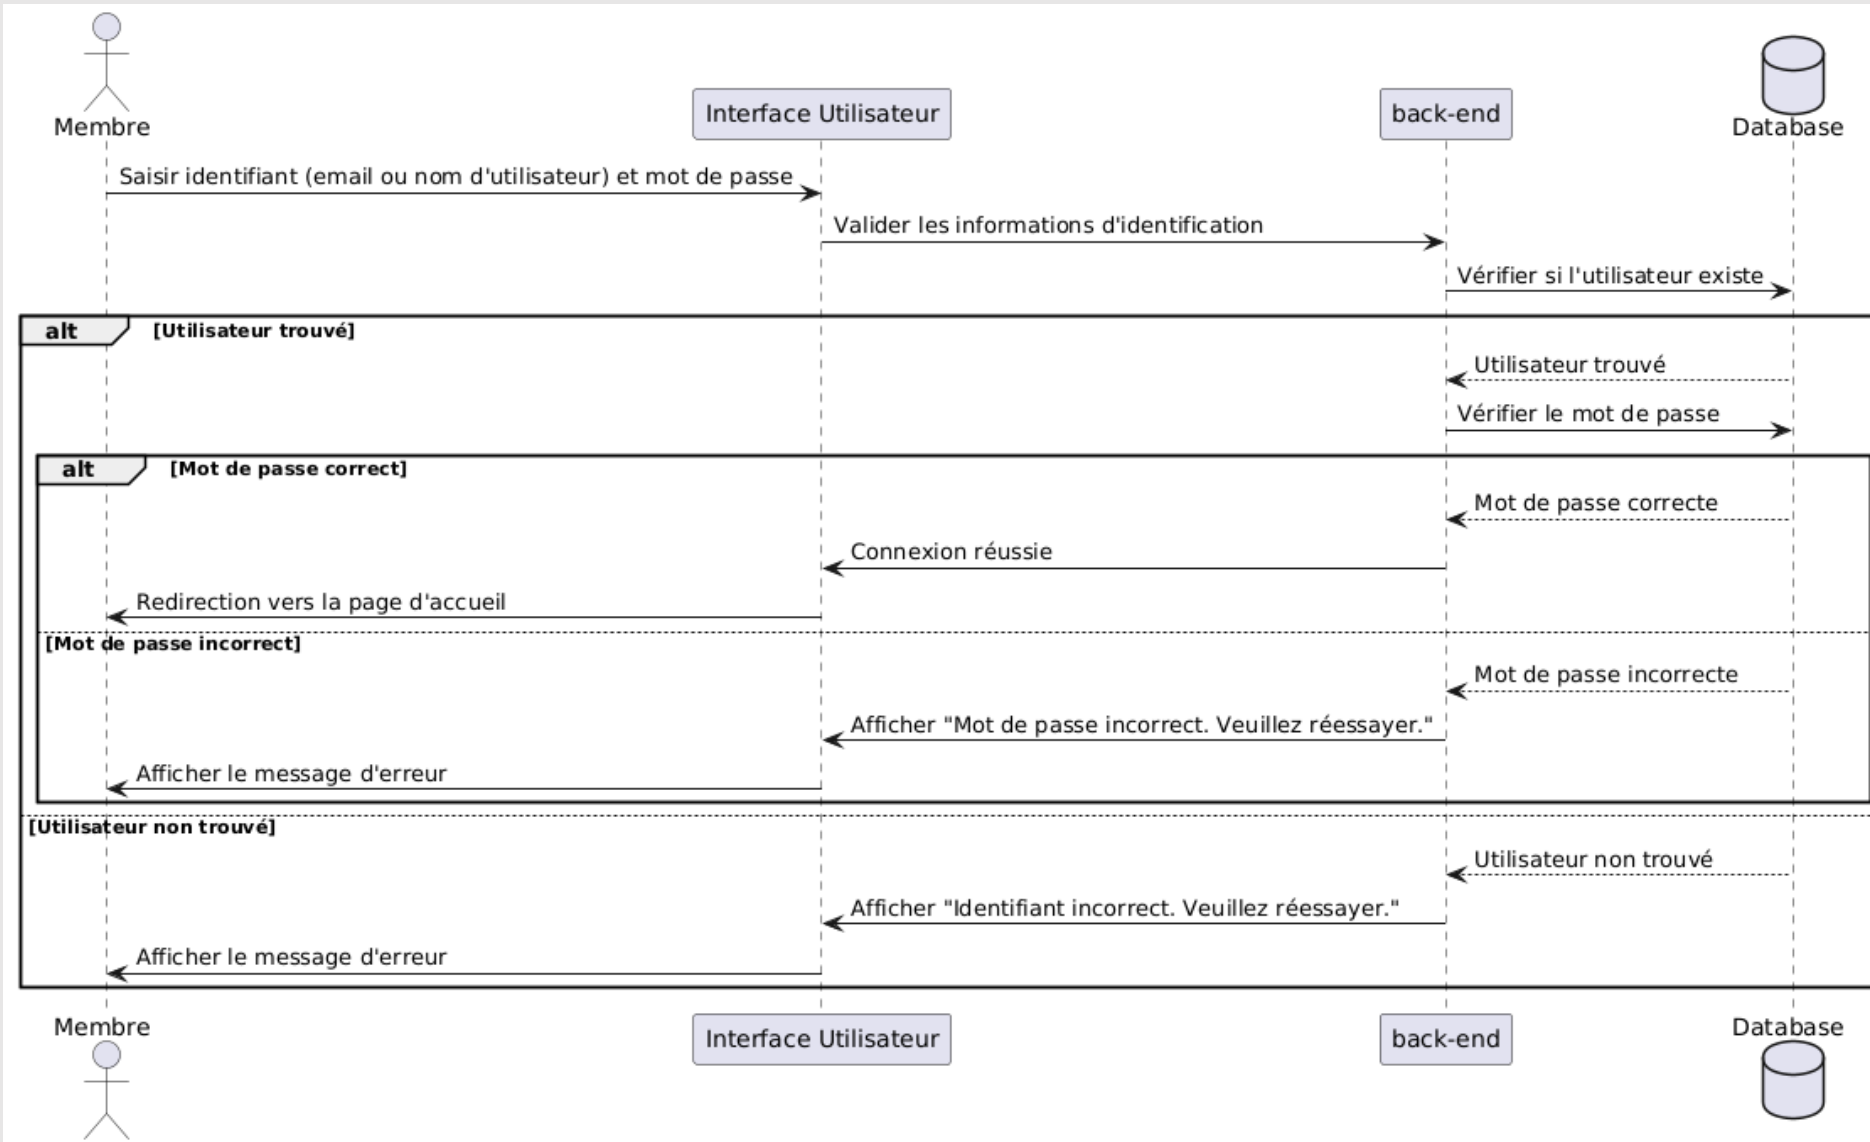 Membre
Interface Utilisateur
back-end
Database
Saisir identifiant (email ou nom d'utilisateur) et mot de passe
Valider les informations d'identification
Vérifier si l'utilisateur existe
alt [Utilisateur trouvé]
Utilisateur trouvé
Vérifier le mot de passe
alt [Mot de passe correct]
Mot de passe correcte
Connexion réussie
Redirection vers la page d'accueil
[Mot de passe incorrect]
Mot de passe incorrecte
Afficher "Mot de passe incorrect. Veuillez réessayer."
Afficher le message d'erreur
[Utilisateur non trouvé]
Utilisateur non trouvé
Afficher "Identifiant incorrect. Veuillez réessayer."
Afficher le message d'erreur
Membre
Interface Utilisateur
back-end
Database